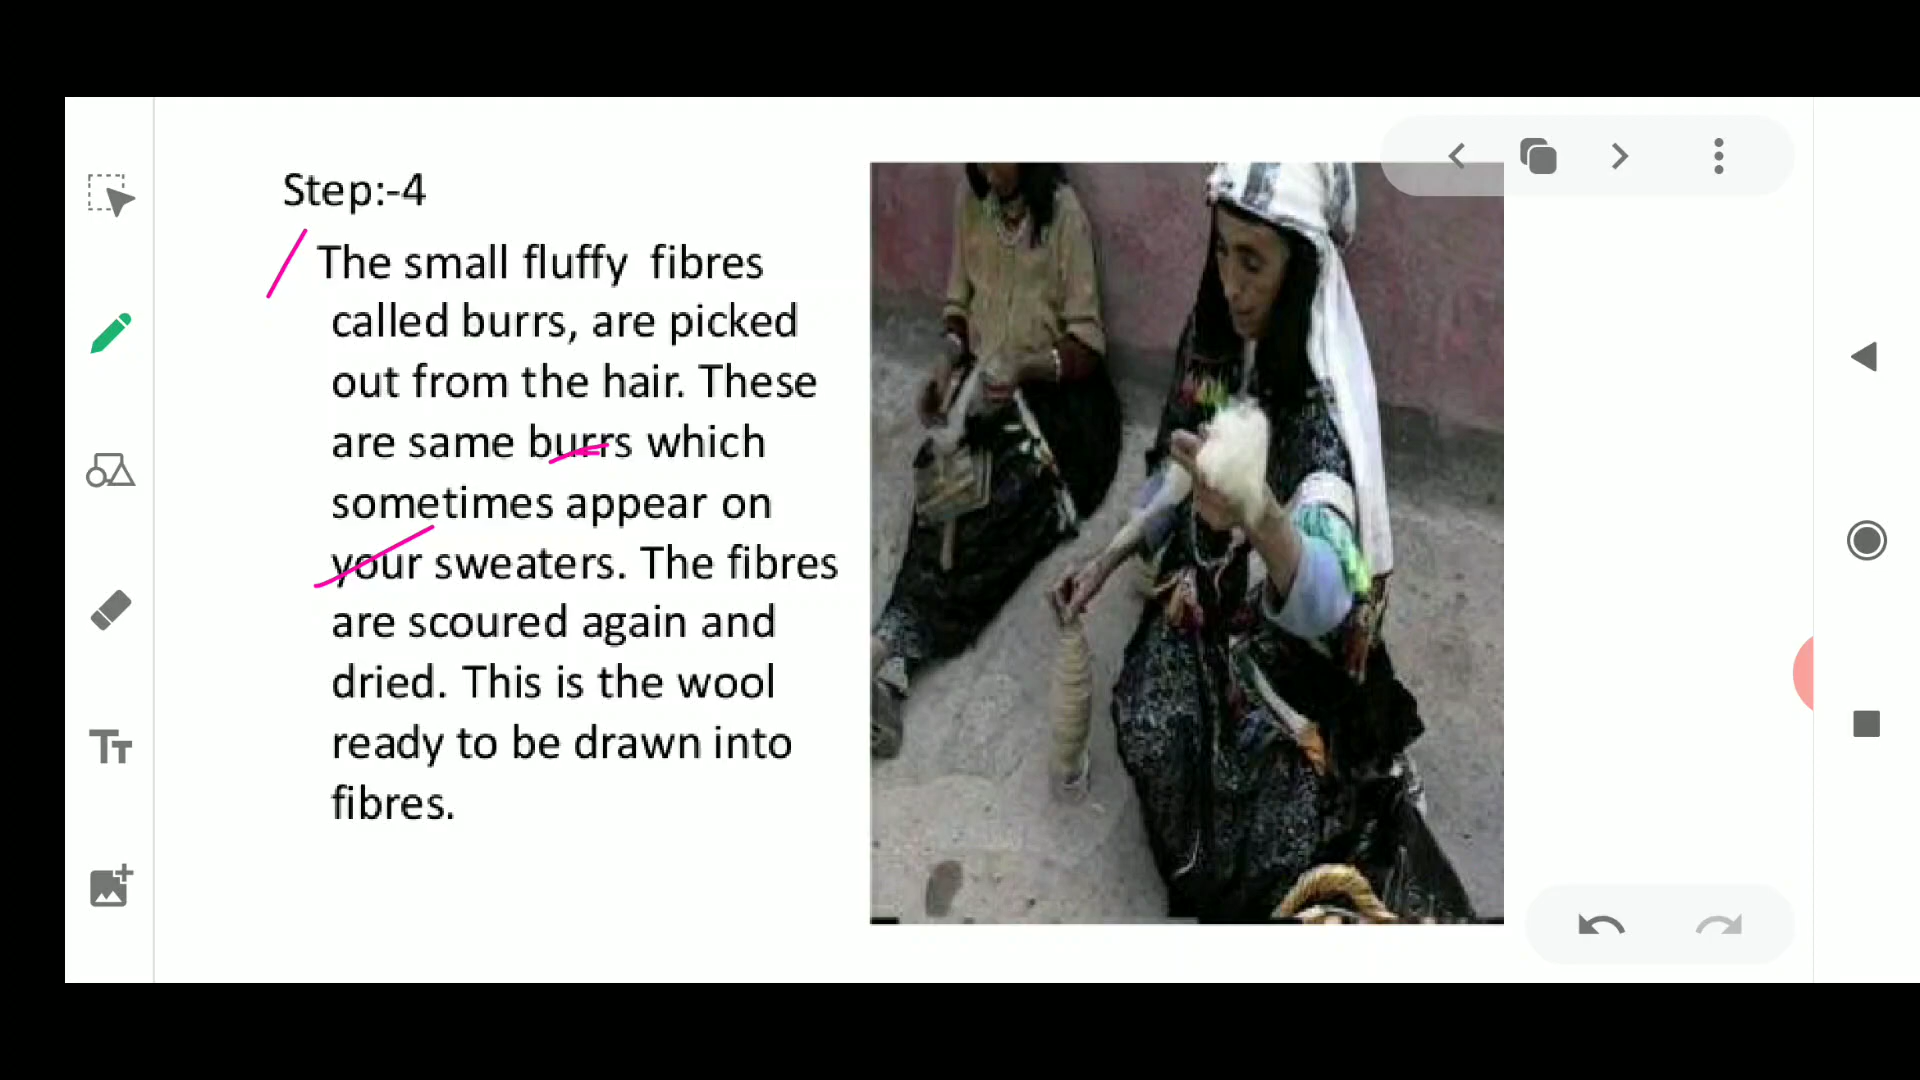 Step:-4
The small fluffy fibres
called burrs, are picked
out from the hair. These
are same burrs which
sometimes appear on
your sweaters. The fibres
are scoured again and
dried. This is the wool
ready to be drawn into
fibres.